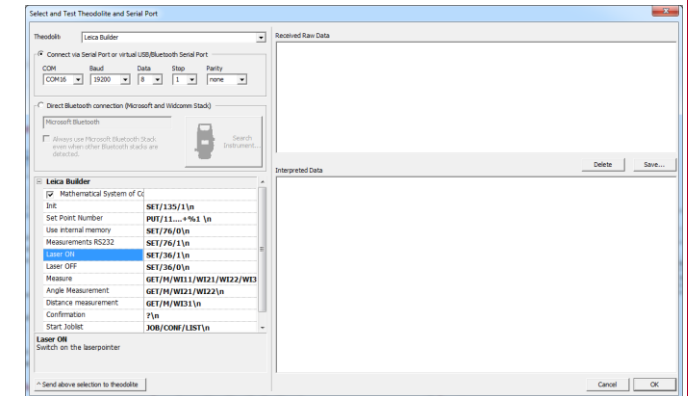 Select and Test Theodolite and Serial Port
Theodolite Leica Builder
Connect via Serial Port or virtual USB/Bluetooth Serial Port
COM Baud Data Stop Parity
COM16 19200 8 1 none
Direct Bluetooth connection (Microsoft and Widcomm Stack)
Microsoft Bluetooth
Always use Microsoft Bluetooth Stack
even when other Bluetooth stacks are
detected.
Search
Instrument...
Leica Builder
Mathematical System of Co
Init SET/135/1\n
Set Point Number PUT/11....+%1 \n
Use internal memory SET/76/0\n
Measurements RS232 SET/76/1\n
Laser ON SET/36/1\n
Laser OFF SET/36/0\n
Measure GET/M/WI11/WI21/WI22/WI3
Angle Measurement GET/M/WI21/WI22\n
Distance measurement GET/M/WI31\n
Confirmation ?\n
Start Joblist JOB/CONF/LIST\n
Laser ON
Switch on the laserpointer
^ Send above selection to theodolite
Received Raw Data
Delete Save...
Interpreted Data
Cancel OK